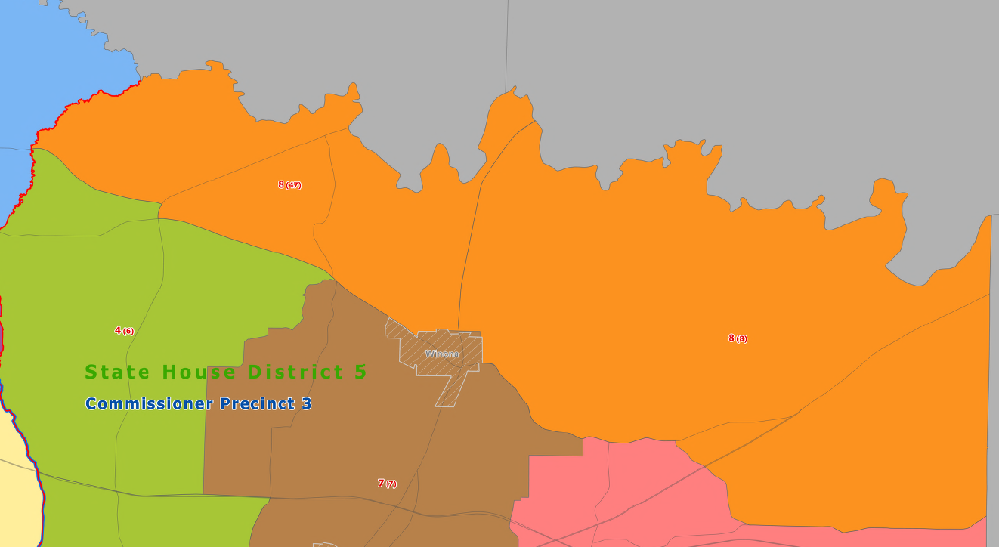 8 (47)
4 (6)
8 (8)
Winona
State House District 5
Commissioner Precinct 3
7 (7)